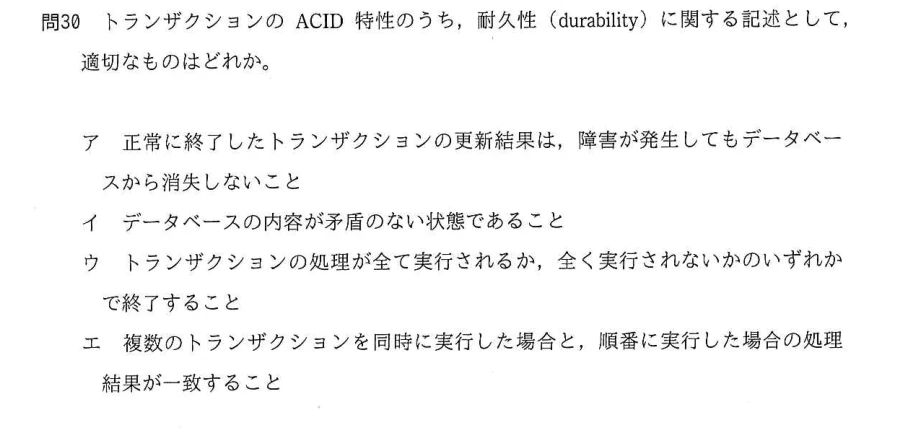 問30 トランザクションの ACID 特性のうち，耐久性（durability）に関する記述として，
適切なものはどれか。
ア 正常に終了したトランザクションの更新結果は，障害が発生してもデータベー
スから消失しないこと
イ データベースの内容が矛盾のない状態であること
ウ トランザクションの処理が全て実行されるか，全く実行されないかのいずれか
で終了すること
エ 複数のトランザクションを同時に実行した場合と，順番に実行した場合の処理
結果が一致すること